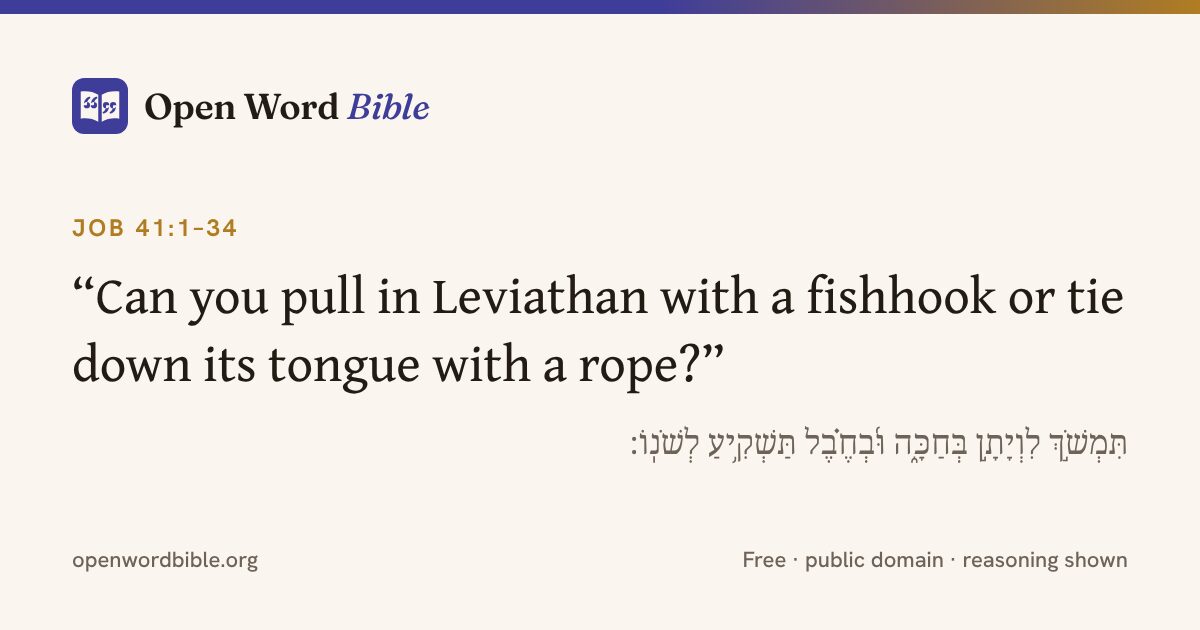 Open Word Bible
JOB 41:1–34
“Can you pull in Leviathan with a fishhook or tie
down its tongue with a rope?”
תִּמְשֹׁ֣ךְ לִוְיָתָ֣ן בְּחַכָּ֑ה וּ֝בְחֶ֗בֶל תַּשְׁקִ֥יעַ לְשֹׁנֽוֹ׃
openwordbible.org
Free · public domain · reasoning shown